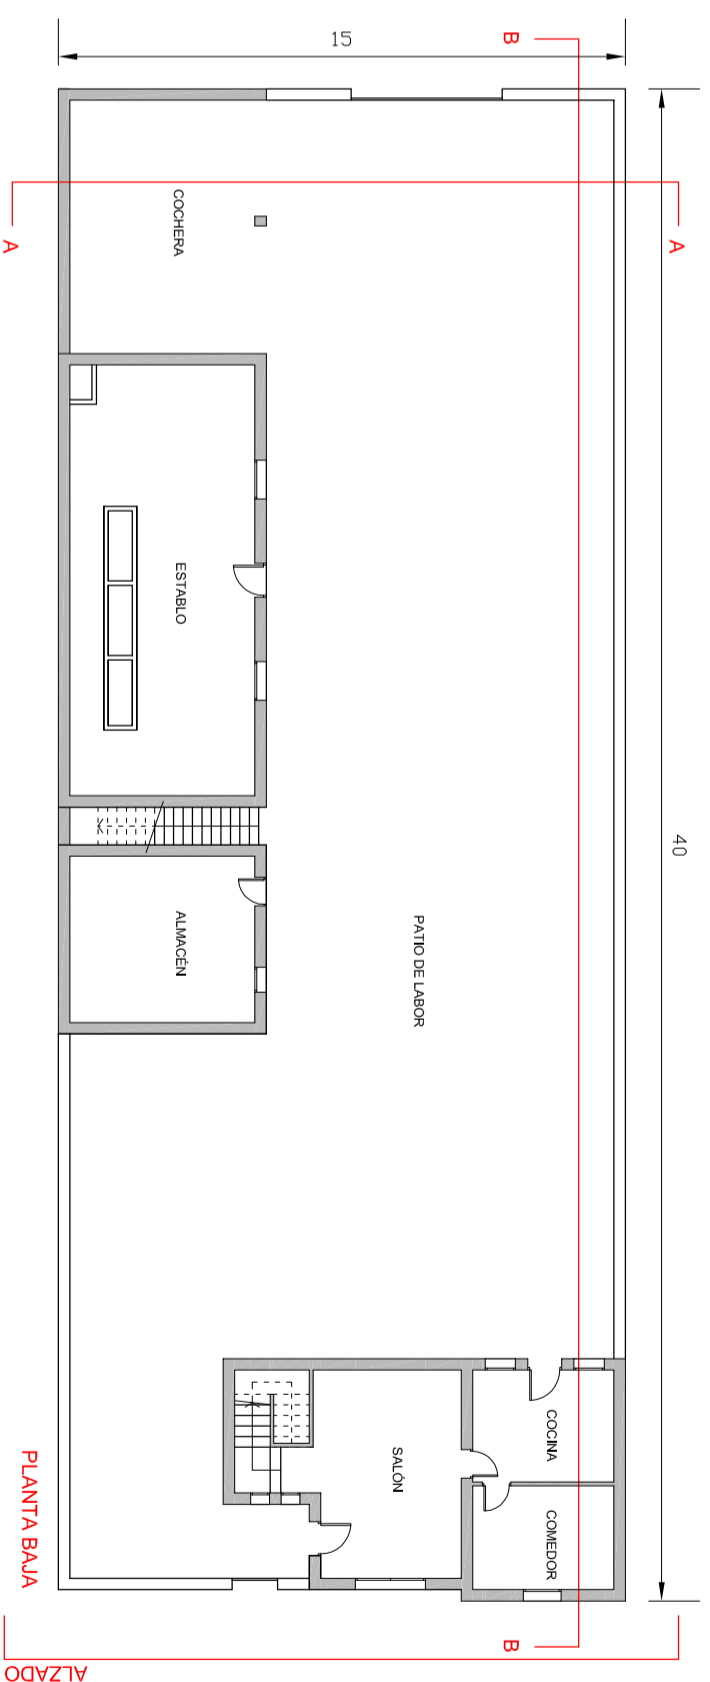 15
B
A
A
COCHERA
ESTABLO
40
ALMACÉN
PATIO DE LABOR
COCINA
SALÓN
COMEDOR
PLANTA BAJA
B
ALZADO